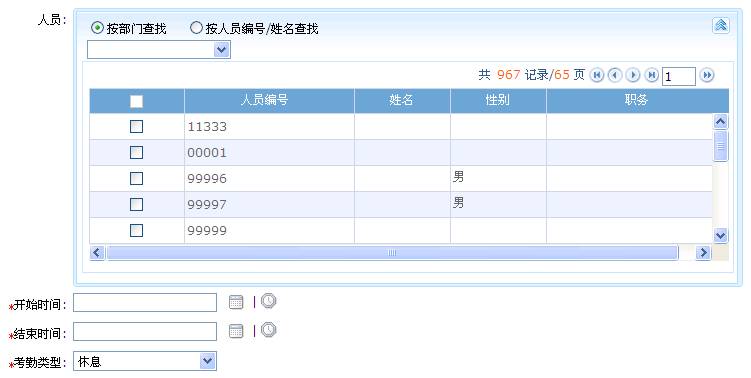 人员:
按部门查找 按人员编号/姓名查找
共 967 记录/65 页 1
人员编号 姓名 性别 职务
11333
00001
99996 男
99997 男
99999
*开始时间:
*结束时间:
*考勤类型: 休息